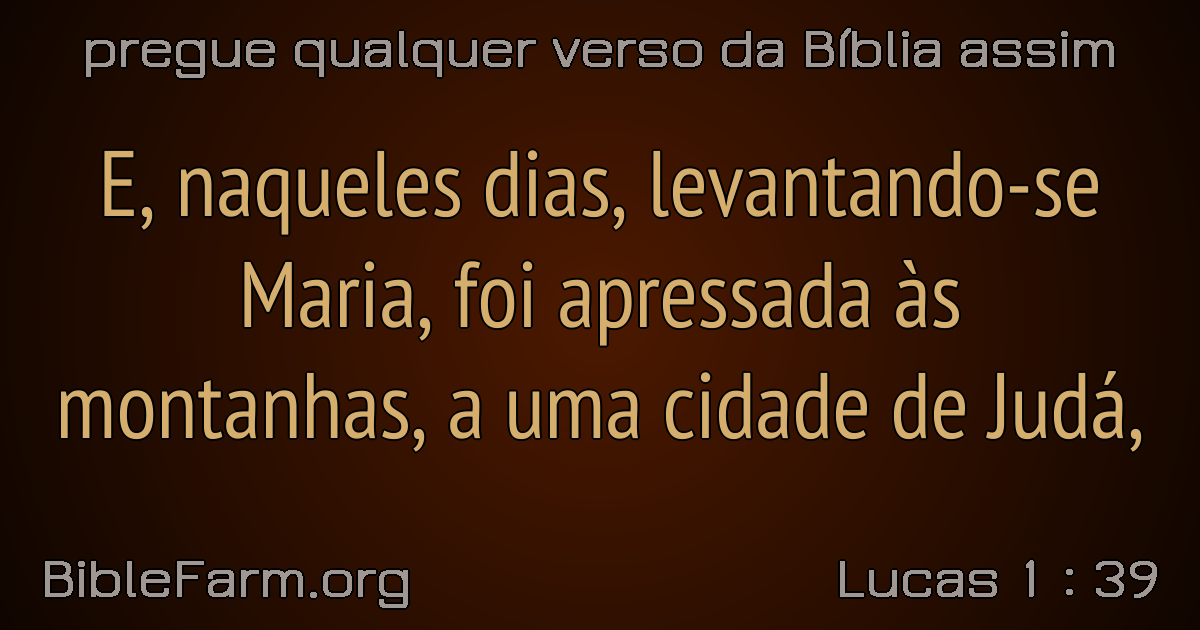 pregue qualquer verso da Bíblia assim
E, naqueles dias, levantando-se
Maria, foi apressada às
montanhas, a uma cidade de Judá,
BibleFarm.org
Lucas 1 : 39